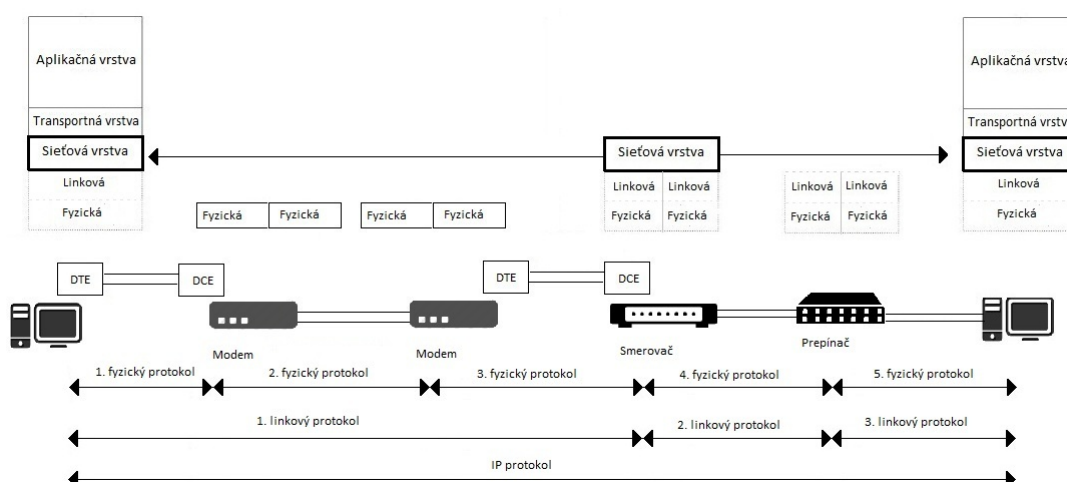 Aplikačná vrstva
Aplikačná vrstva
Transportná vrstva
Transportná vrstva
Sieťová vrstva
Sieťová vrstva
Sieťová vrstva
Linková
Linková
Linková
Linková
Linková
Linková
Fyzická
Fyzická
Fyzická
Fyzická
Fyzická
Fyzická
Fyzická
Fyzická
Fyzická
Fyzická
DTE
DCE
DTE
DCE
Modem
Modem
Smerovač
Prepínač
1. fyzický protokol
2. fyzický protokol
3. fyzický protokol
4. fyzický protokol
5. fyzický protokol
1. linkový protokol
2. linkový protokol
3. linkový protokol
IP protokol